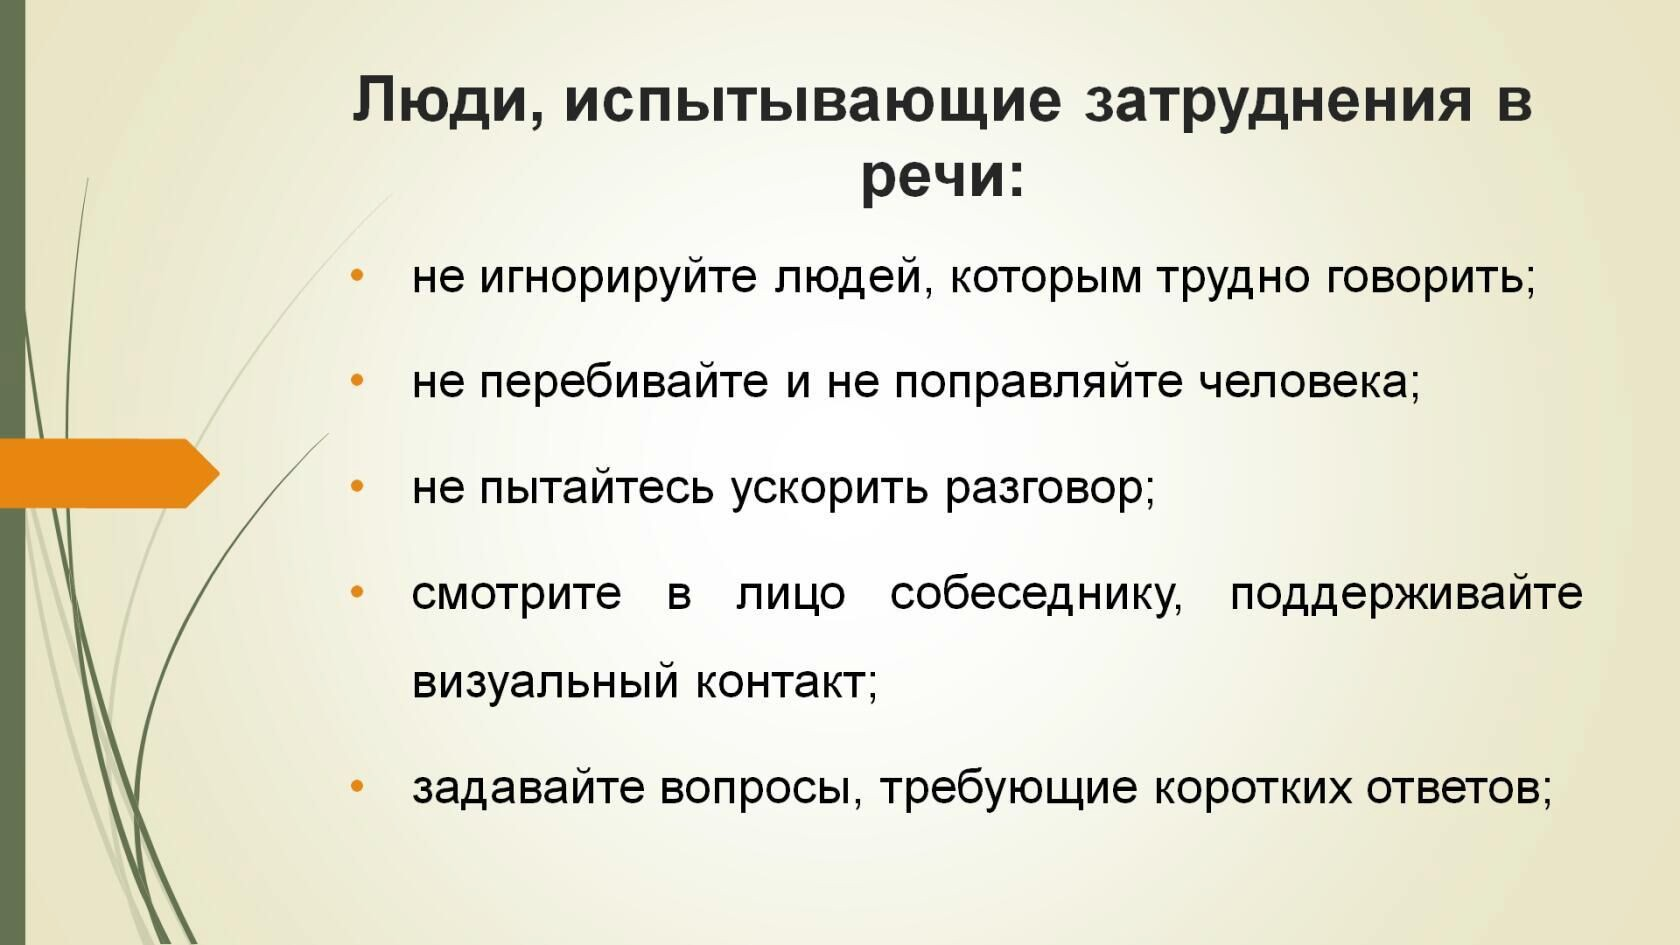 Люди, испытывающие затруднения в
речи:
• не игнорируйте людей, которым трудно говорить;
• не перебивайте и не поправляйте человека;
• не пытайтесь ускорить разговор;
• смотрите в лицо собеседнику, поддерживайте
визуальный контакт;
• задавайте вопросы, требующие коротких ответов;